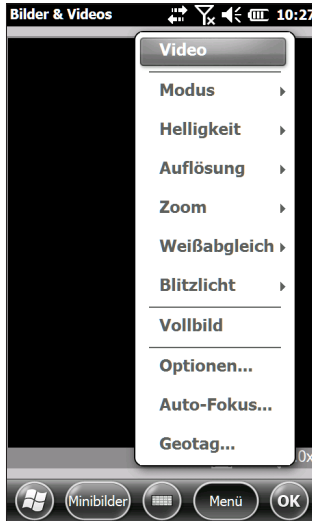 Bilder & Videos 10:27
Video
Modus
Helligkeit
Auflösung
Zoom
Weißabgleich
Blitzlicht
Vollbild
Optionen...
Auto-Fokus...
Geotag...
0x
Minibilder Menü OK